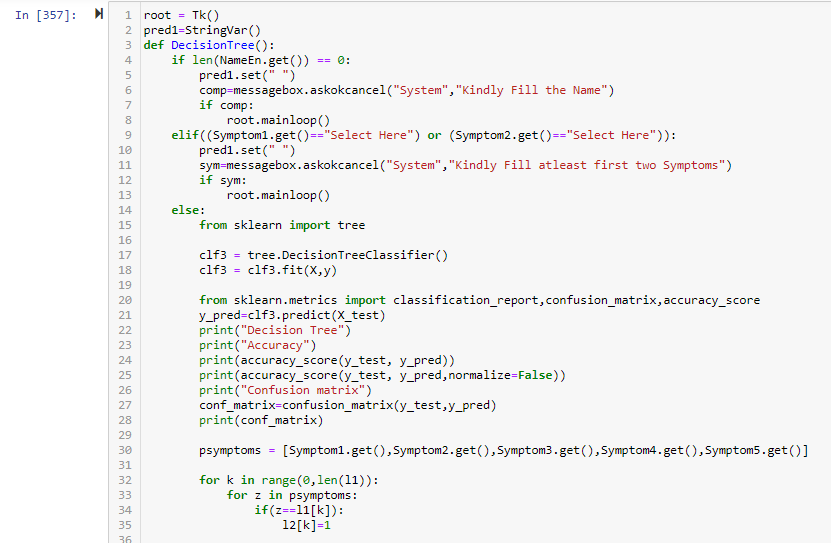 In [357]:
1 root = Tk()
2 pred1=StringVar()
3 def DecisionTree():
4     if len(NameEn.get()) == 0:
5         pred1.set(" ")
6         comp=messagebox.askokcancel("System","Kindly Fill the Name")
7         if comp:
8             root.mainloop()
9     elif((Symptom1.get()=="Select Here") or (Symptom2.get()=="Select Here")):
10         pred1.set(" ")
11         sym=messagebox.askokcancel("System","Kindly Fill atleast first two Symptoms")
12         if sym:
13             root.mainloop()
14     else:
15         from sklearn import tree
16
17         clf3 = tree.DecisionTreeClassifier()
18         clf3 = clf3.fit(X,y)
19
20         from sklearn.metrics import classification_report,confusion_matrix,accuracy_score
21         y_pred=clf3.predict(X_test)
22         print("Decision Tree")
23         print("Accuracy")
24         print(accuracy_score(y_test, y_pred))
25         print(accuracy_score(y_test, y_pred,normalize=False))
26         print("Confusion matrix")
27         conf_matrix=confusion_matrix(y_test,y_pred)
28         print(conf_matrix)
29
30         psymptoms = [Symptom1.get(),Symptom2.get(),Symptom3.get(),Symptom4.get(),Symptom5.get()]
31
32         for k in range(0,len(l1)):
33             for z in psymptoms:
34                 if(z==l1[k]):
35                     l2[k]=1
36